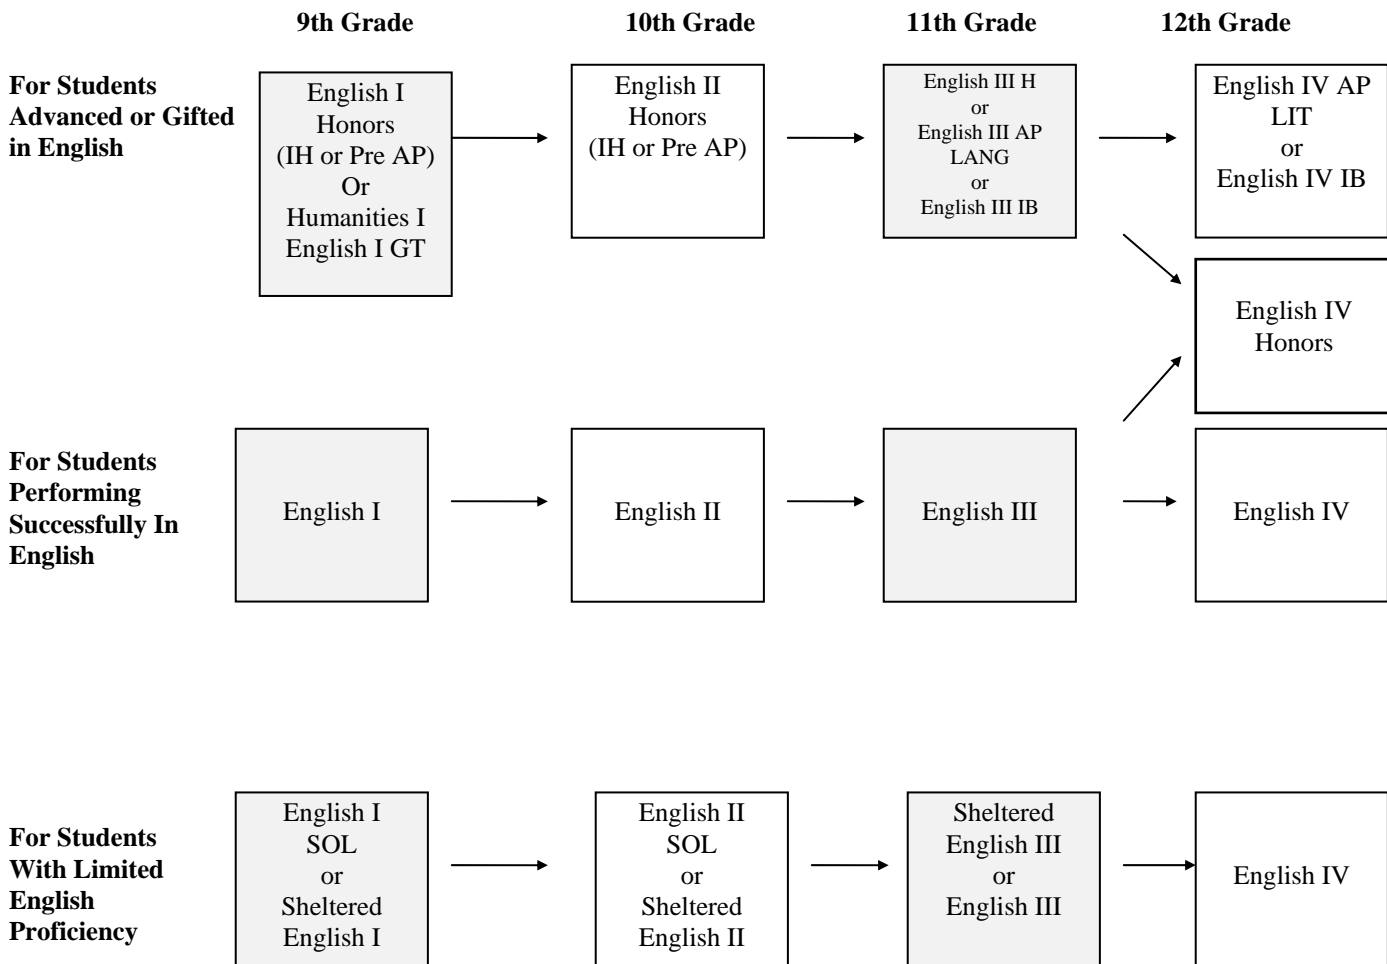 9th Grade
10th Grade
11th Grade
12th Grade
For Students
Advanced or Gifted
in English
English I
Honors
(IH or Pre AP)
Or
Humanities I
English I GT
English II
Honors
(IH or Pre AP)
English III H
or
English III AP
LANG
or
English III IB
English IV AP
LIT
or
English IV IB
English IV
Honors
For Students
Performing
Successfully In
English
English I
English II
English III
English IV
For Students
With Limited
English
Proficiency
English I
SOL
or
Sheltered
English I
English II
SOL
or
Sheltered
English II
Sheltered
English III
or
English III
English IV